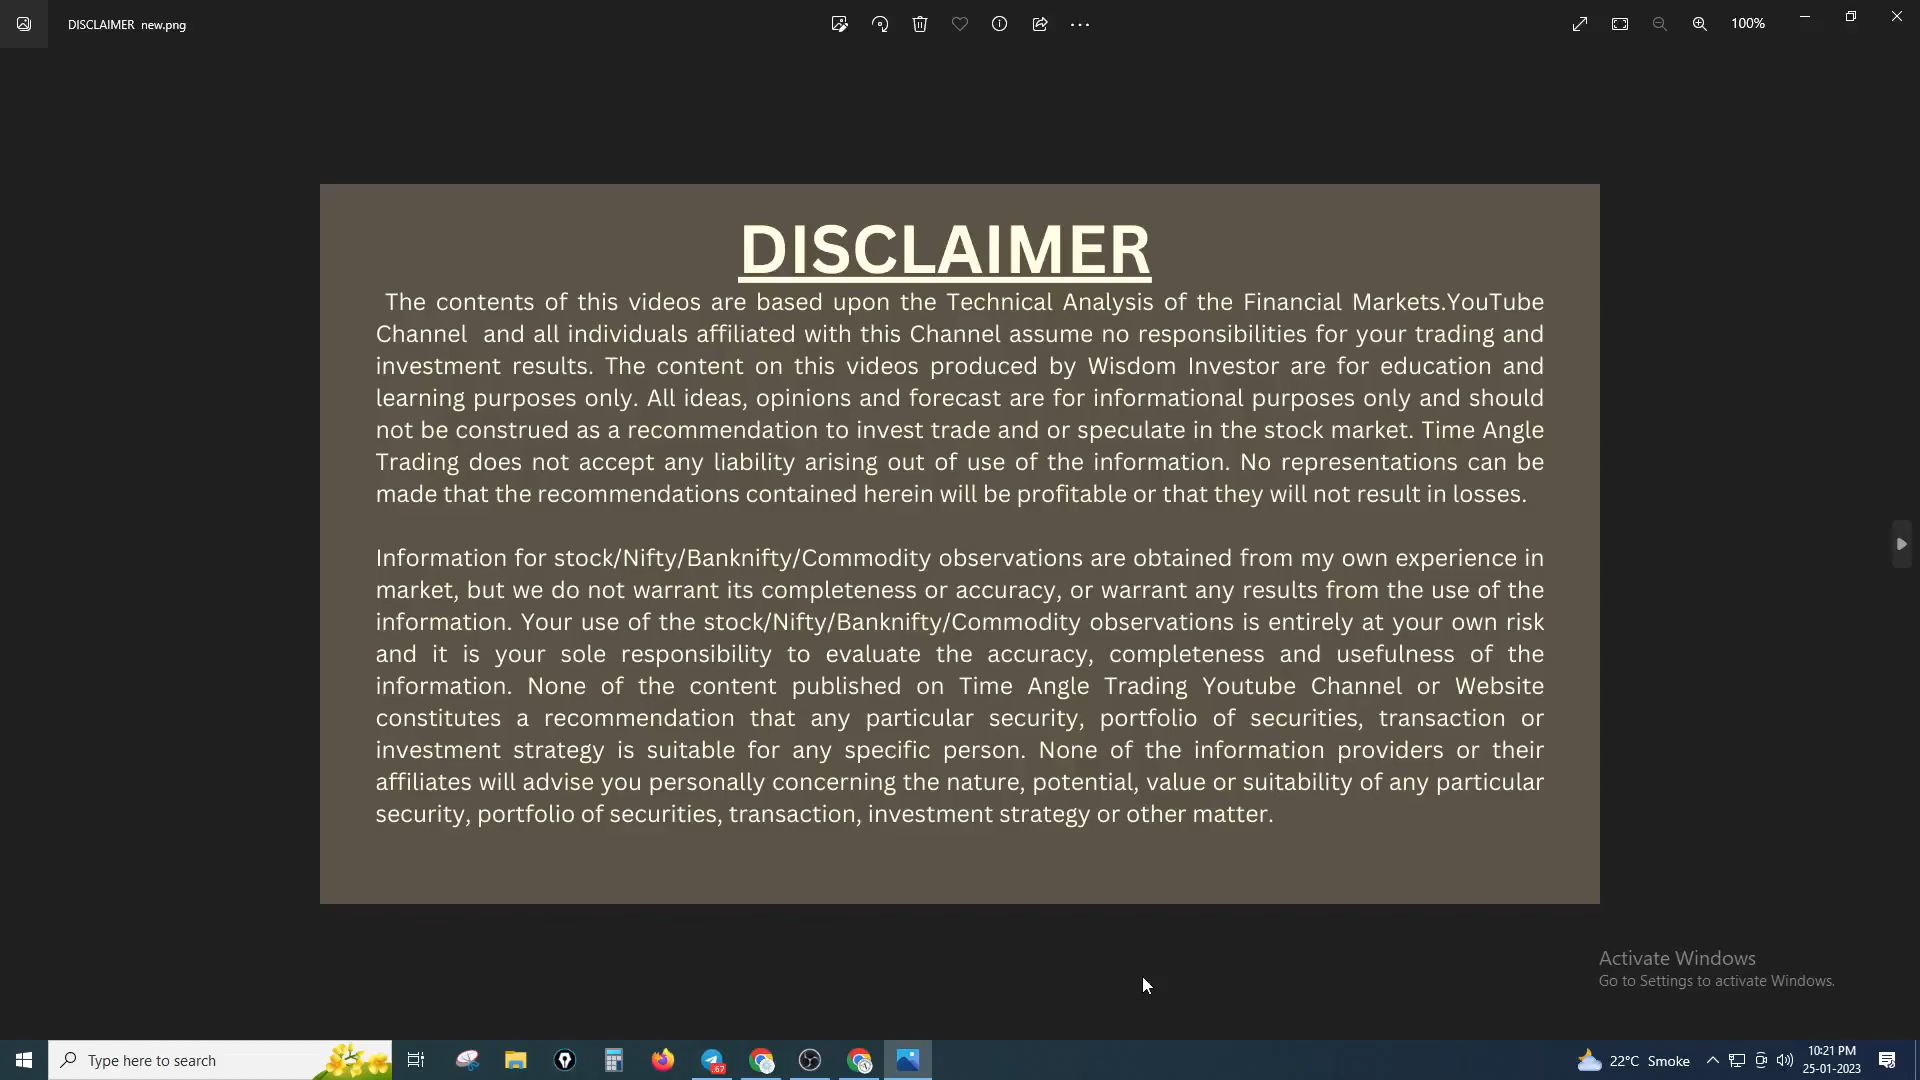 DISCLAIMER new.png
100%
DISCLAIMER
The contents of this videos are based upon the Technical Analysis of the Financial Markets.YouTube
Channel and all individuals affiliated with this Channel assume no responsibilities for your trading and
investment results. The content on this videos produced by Wisdom Investor are for education and
learning purposes only. All ideas, opinions and forecast are for informational purposes only and should
not be construed as a recommendation to invest trade and or speculate in the stock market. Time Angle
Trading does not accept any liability arising out of use of the information. No representations can be
made that the recommendations contained herein will be profitable or that they will not result in losses.
Information for stock/Nifty/Banknifty/Commodity observations are obtained from my own experience in
market, but we do not warrant its completeness or accuracy, or warrant any results from the use of the
information. Your use of the stock/Nifty/Banknifty/Commodity observations is entirely at your own risk
and it is your sole responsibility to evaluate the accuracy, completeness and usefulness of the
information. None of the content published on Time Angle Trading Youtube Channel or Website
constitutes a recommendation that any particular security, portfolio of securities, transaction or
investment strategy is suitable for any specific person. None of the information providers or their
affiliates will advise you personally concerning the nature, potential, value or suitability of any particular
security, portfolio of securities, transaction, investment strategy or other matter.
Activate Windows
Go to Settings to activate Windows.
Type here to search
.67
22°C Smoke
10:21 PM
25-01-2023